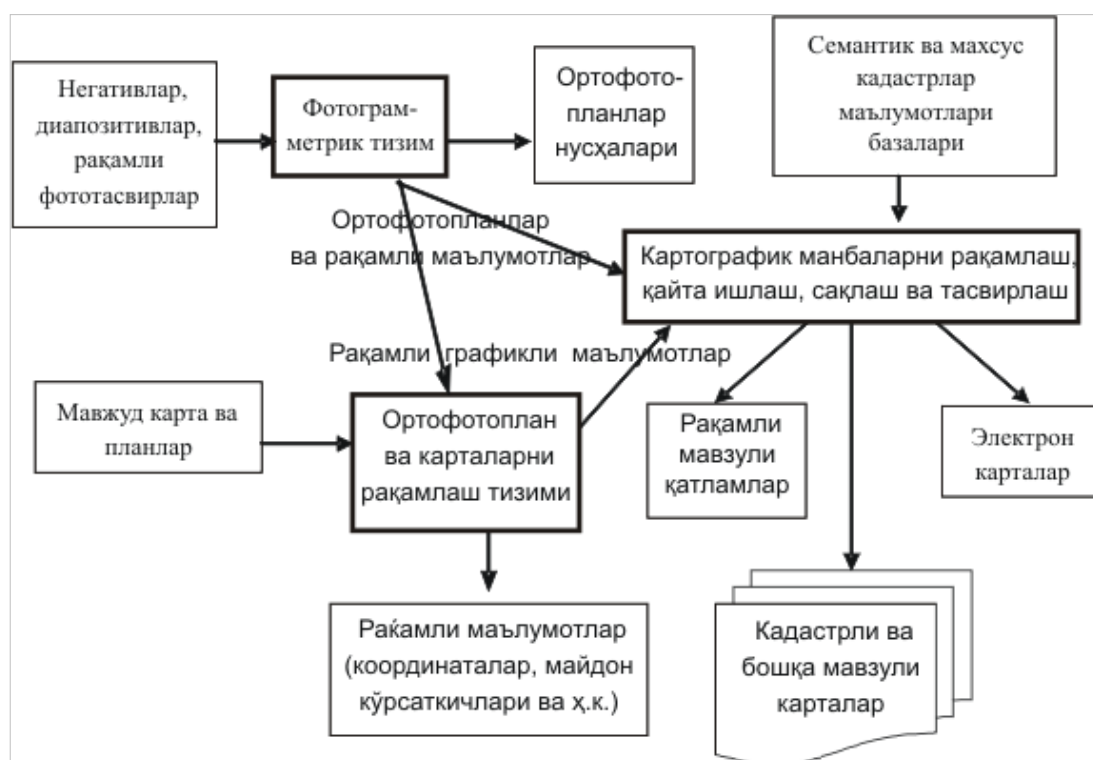 Негативлар,
диапозитивлар,
рақамли
фототасвирлар
Фотограм-
метрик тизим
Ортофото-
планлар
нусҳалари
Семантик ва махсус
кадастрлар
маълумотлари
базалари
Ортофотопланлар
ва рақамли маълумотлар
Картографик манбаларни рақамлаш,
қайта ишлаш, сақлаш ва тасвирлаш
Рақамли графикли маълумотлар
Мавжуд карта ва
планлар
Ортофотоплан
ва карталарни
рақамлаш тизими
Рақамли
мавзули
қатламлар
Электрон
карталар
Раќамли маълумотлар
(координаталар, майдон
кўрсаткичлари ва ҳ.к.)
Кадастрли ва
бошқа мавзули
карталар